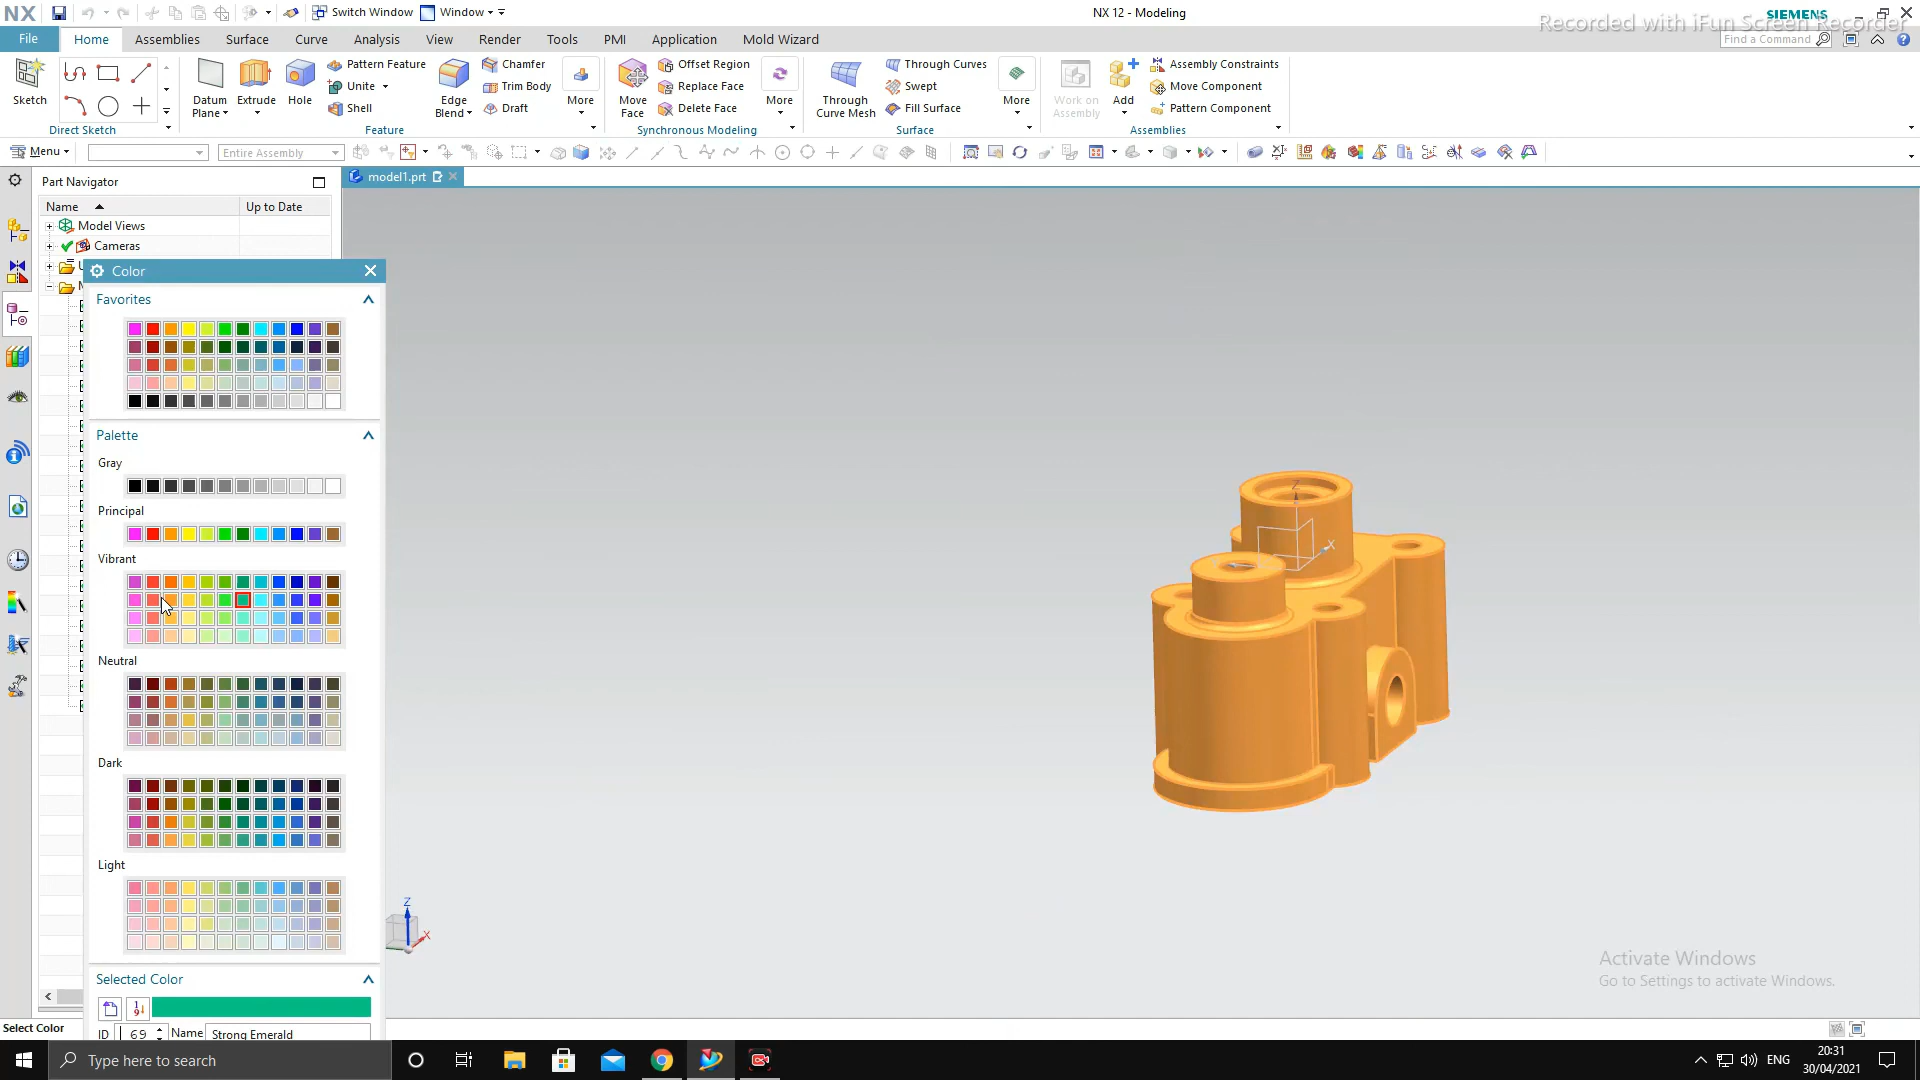 NX
Switch Window
Window
NX 12 - Modeling
SIEMENS
Recorded with iFun Screen Recorder
File
Home
Assemblies
Surface
Curve
Analysis
View
Render
Tools
PMI
Application
Mold Wizard
Find a Command
Sketch
Direct Sketch
Datum
Plane
Extrude
Hole
Pattern Feature
Unite
Shell
Edge
Blend
Chamfer
Trim Body
Draft
More
Feature
Move
Face
Offset Region
Replace Face
Delete Face
More
Synchronous Modeling
Through
Curve Mesh
Through Curves
Swept
Fill Surface
More
Surface
Work on
Assembly
Add
Assembly Constraints
Move Component
Pattern Component
Assemblies
Menu
Entire Assembly
Part Navigator
model1.prt
Name
Up to Date
Model Views
Cameras
Color
Favorites
Palette
Gray
Principal
Vibrant
Neutral
Dark
Light
Selected Color
ID
69
Name
Strong Emerald
Z
X
Z
X
Activate Windows
Go to Settings to activate Windows.
Select Color
Type here to search
ENG
20:31
30/04/2021